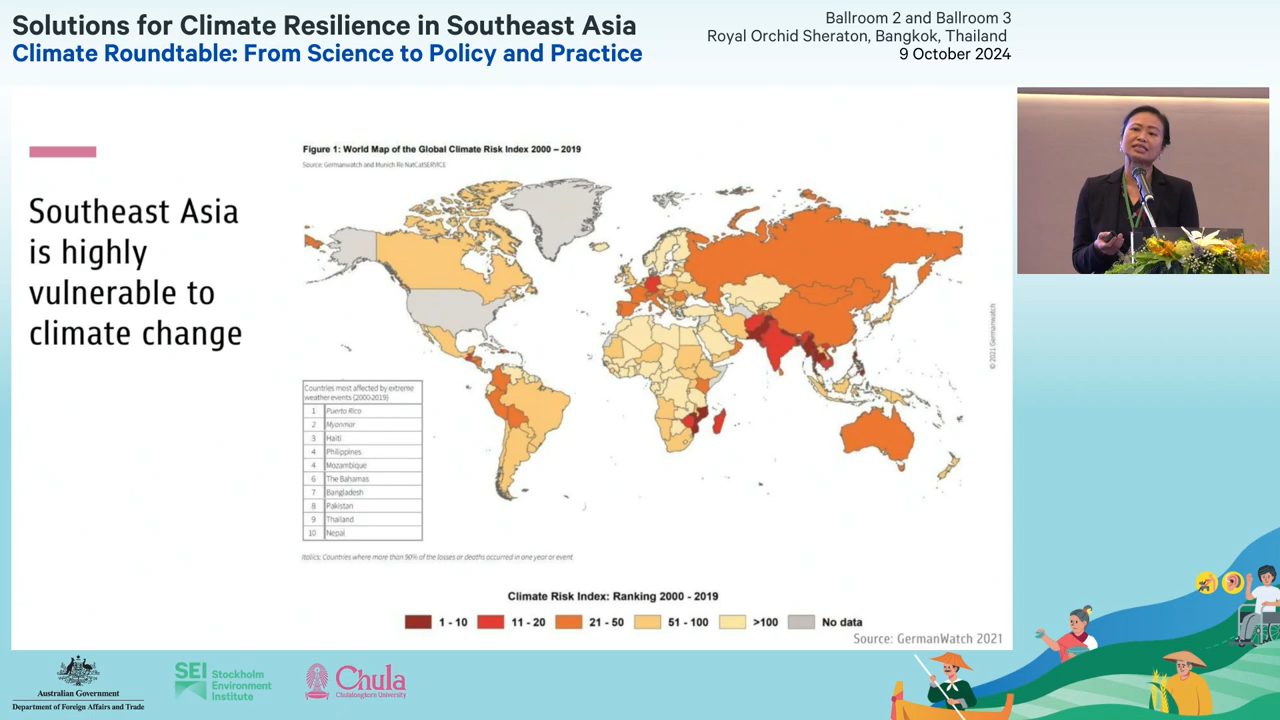 Solutions for Climate Resilience in Southeast Asia
Climate Roundtable: From Science to Policy and Practice
Ballroom 2 and Ballroom 3
Royal Orchid Sheraton, Bangkok, Thailand
9 October 2024
Southeast Asia
is highly
vulnerable to
climate change
Figure 1: World Map of the Global Climate Risk Index 2000 – 2019
Source: Germanwatch and Munich Re NatCatSERVICE
© 2021 Germanwatch
Countries most affected by extreme
weather events (2000-2019)
1 Puerto Rico
2 Myanmar
3 Haiti
4 Philippines
4 Mozambique
6 The Bahamas
7 Bangladesh
8 Pakistan
9 Thailand
10 Nepal
Italics: Countries where more than 90% of the losses or deaths occurred in one year or event
Climate Risk Index: Ranking 2000 - 2019
1 - 10 11 - 20 21 - 50 51 - 100 >100 No data
Source: GermanWatch 2021
Australian Government
Department of Foreign Affairs and Trade
SEI Stockholm
Environment
Institute
Chula
Chulalongkorn University